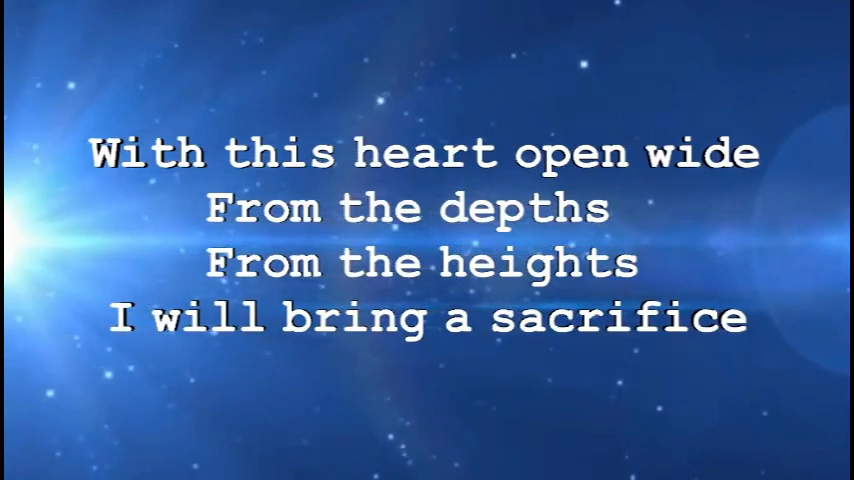 With this heart open wide
From the depths
From the heights
I will bring a sacrifice